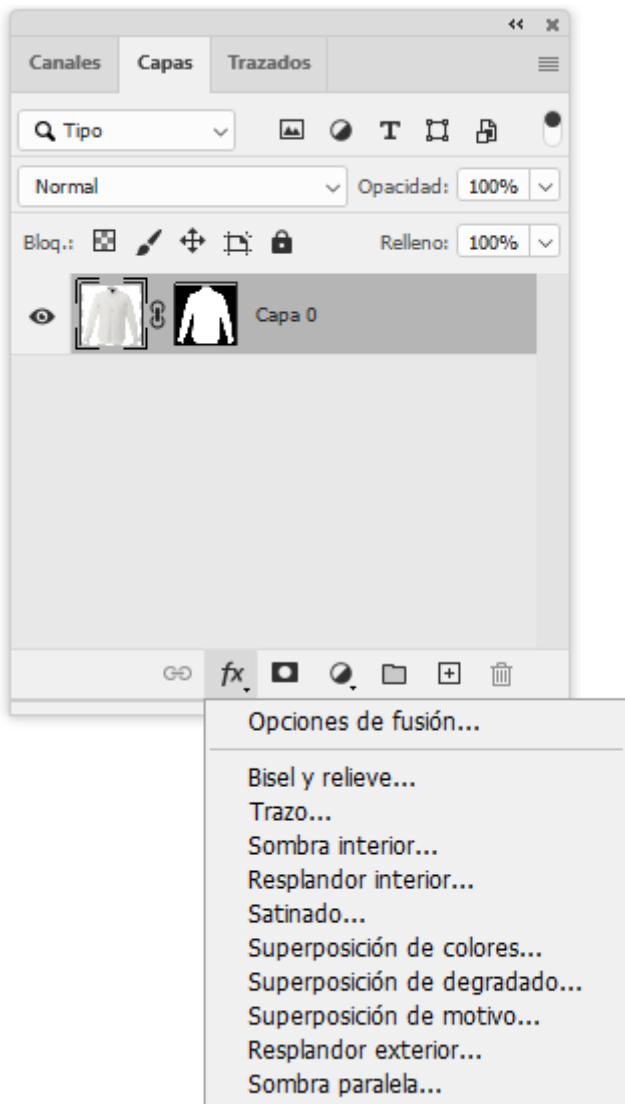 Canales Capas Trazados
Tipo
Normal Opacidad: 100%
Bloq.: Relleno: 100%
Capa 0
fx
Opciones de fusión...
Bisel y relieve...
Trazo...
Sombra interior...
Resplandor interior...
Satinado...
Superposición de colores...
Superposición de degradado...
Superposición de motivo...
Resplandor exterior...
Sombra paralela...